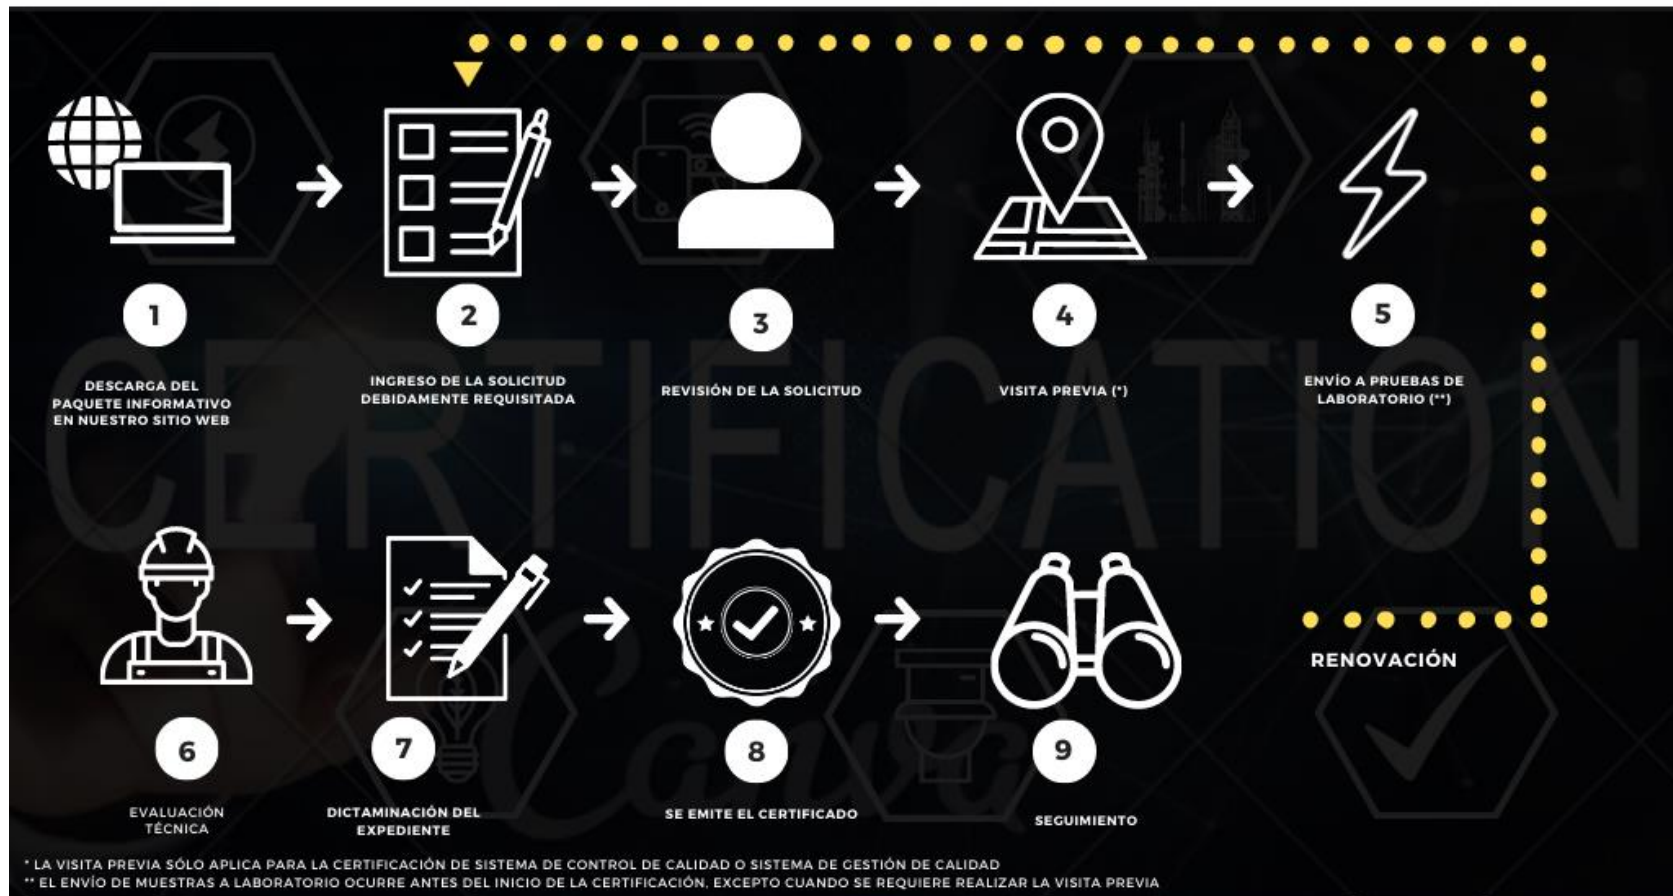 1
DESCARGA DEL
PAQUETE INFORMATIVO
EN NUESTRO SITIO WEB
2
INGRESO DE LA SOLICITUD
DEBIDAMENTE REQUISITADA
3
REVISIÓN DE LA SOLICITUD
4
VISITA PREVIA (*)
5
ENVÍO A PRUEBAS DE
LABORATORIO (**)
CERTIFICATION
6
EVALUACIÓN
TÉCNICA
7
DICTAMINACIÓN DEL
EXPEDIENTE
8
SE EMITE EL CERTIFICADO
9
SEGUIMIENTO
RENOVACIÓN
Canva
* LA VISITA PREVIA SÓLO APLICA PARA LA CERTIFICACIÓN DE SISTEMA DE CONTROL DE CALIDAD O SISTEMA DE GESTIÓN DE CALIDAD
** EL ENVÍO DE MUESTRAS A LABORATORIO OCURRE ANTES DEL INICIO DE LA CERTIFICACIÓN, EXCEPTO CUANDO SE REQUIERE REALIZAR LA VISITA PREVIA